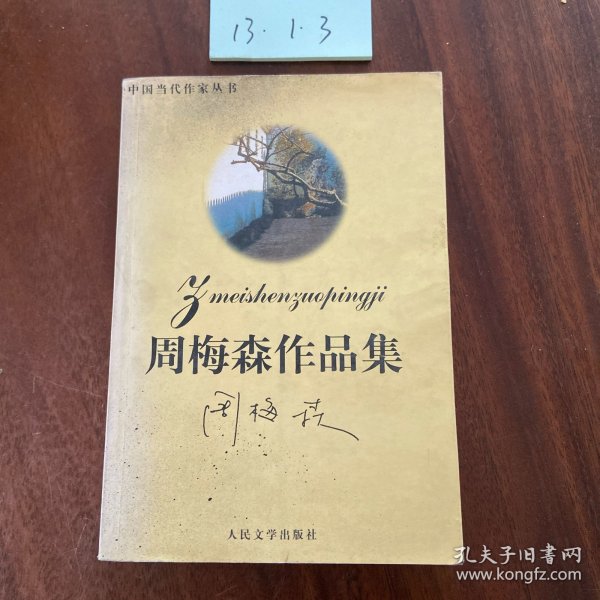 13.1.3
中国当代作家丛书
Zmeishenzuopingji
周梅森作品集
周梅森
人民文学出版社
孔夫子旧书网
www.kongfz.com